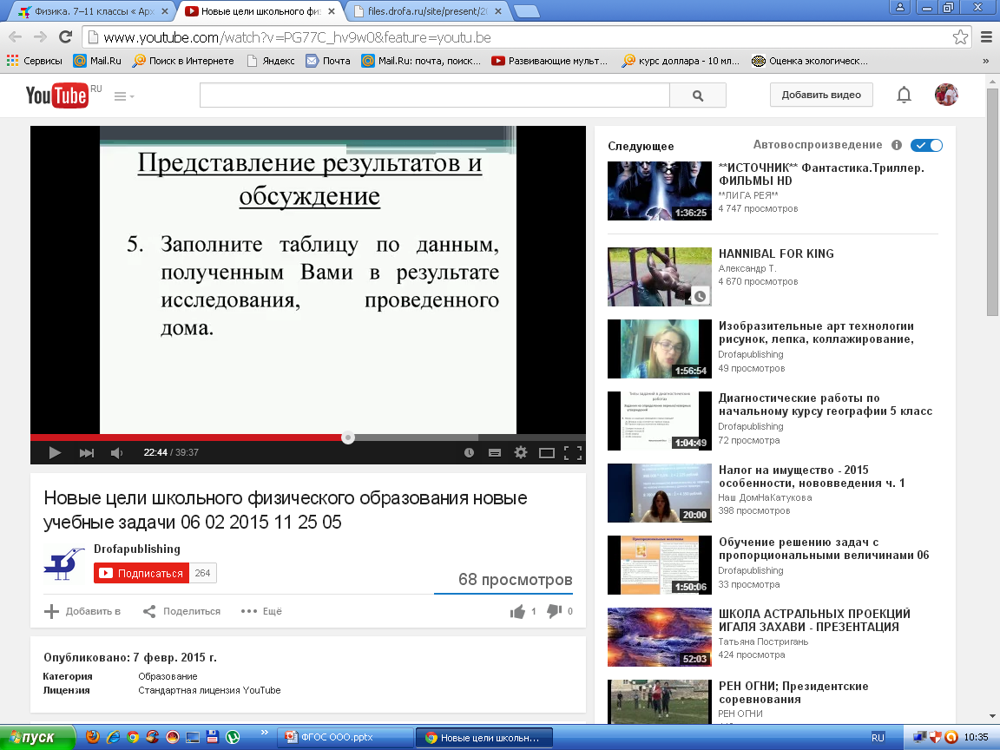 Физика. 7–11 классы « Арх
Новые цели школьного физ
files.drofa.ru/site/present/20
www.youtube.com/watch?v=PG77C_hv9w0&feature=youtu.be
Сервисы
Mail.Ru
Поиск в Интернете
Яндекс
Почта
Mail.Ru: почта, поиск...
Развивающие мульт...
курс доллара - 10 мл...
Оценка экологическ...
»
YouTube RU
Добавить видео
Представление результатов и
обсуждение
5. Заполните таблицу по данным,
полученным Вами в результате
исследования, проведенного
дома.
22:44 / 39:37
Новые цели школьного физического образования новые
учебные задачи 06 02 2015 11 25 05
Drofapublishing
Подписаться 264
68 просмотров
Добавить в
Поделиться
Ещё
1
0
Опубликовано: 7 февр. 2015 г.
Категория Образование
Лицензия Стандартная лицензия YouTube
Следующее
Автовоспроизведение
**ИСТОЧНИК** Фантастика.Триллер.
ФИЛЬМЫ HD
**ЛИГА РЕЯ**
4 747 просмотров
1:36:25
HANNIBAL FOR KING
Александр Т.
4 670 просмотров
Изобразительные арт технологии
рисунок, лепка, коллажирование,
Drofapublishing
49 просмотров
1:56:54
Диагностические работы по
начальному курсу географии 5 класс
Drofapublishing
72 просмотра
1:04:49
Налог на имущество - 2015
особенности, нововведения ч. 1
Наш ДомНаКатукова
398 просмотров
20:00
Обучение решению задач с
пропорциональными величинами 06
Drofapublishing
33 просмотра
1:50:06
ШКОЛА АСТРАЛЬНЫХ ПРОЕКЦИЙ
ИГАЛЯ ЗАХАВИ - ПРЕЗЕНТАЦИЯ
Татьяна Постригань
424 просмотра
52:03
РЕН ОГНИ; Президентские
соревнования
РЕН ОГНИ
пуск
»
ФГОС ООО.pptx
Новые цели школьн...
RU
10:35